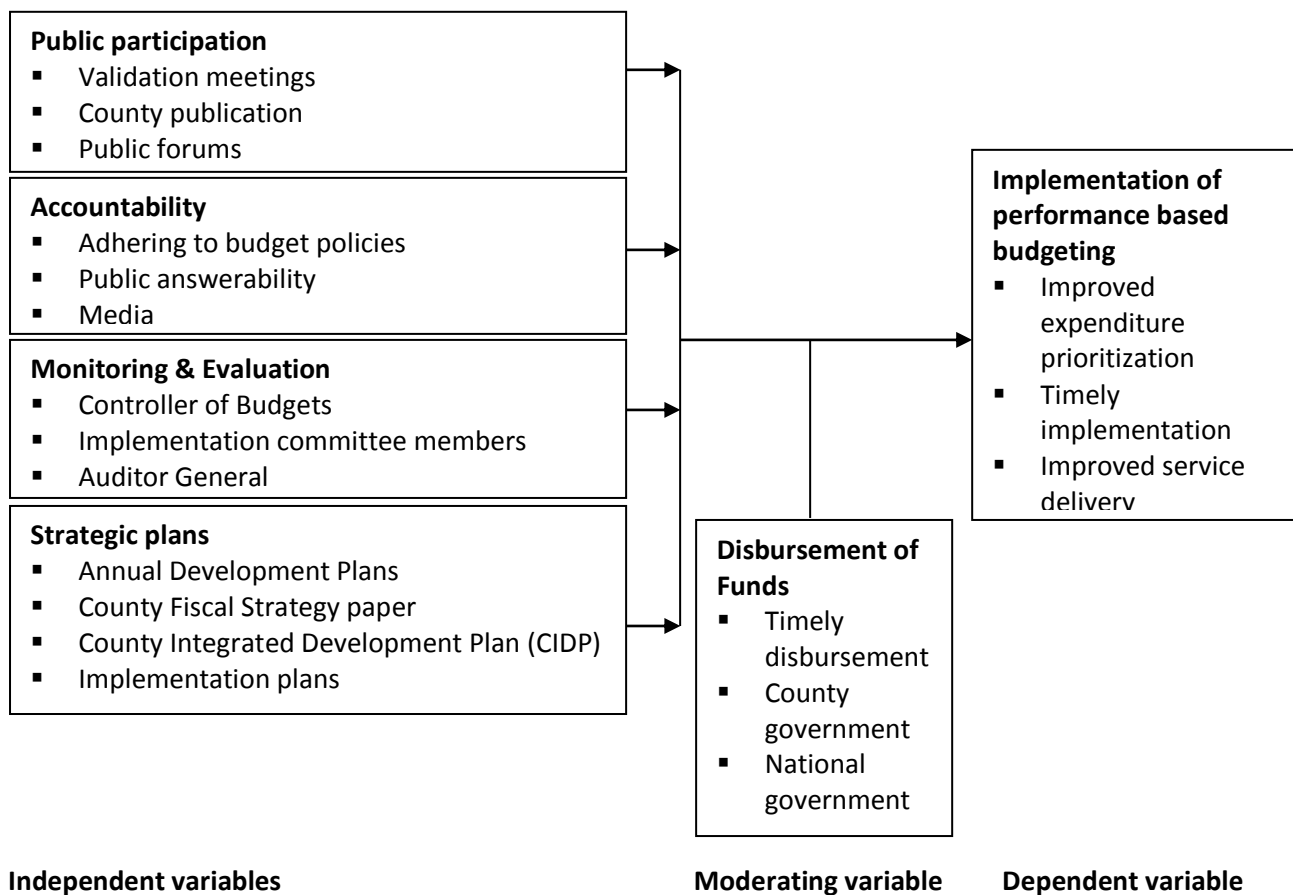 Public participation
▪ Validation meetings
▪ County publication
▪ Public forums
Accountability
▪ Adhering to budget policies
▪ Public answerability
▪ Media
Monitoring & Evaluation
▪ Controller of Budgets
▪ Implementation committee members
▪ Auditor General
Strategic plans
▪ Annual Development Plans
▪ County Fiscal Strategy paper
▪ County Integrated Development Plan (CIDP)
▪ Implementation plans
Disbursement of
Funds
▪ Timely
disbursement
▪ County
government
▪ National
government
Implementation of
performance based
budgeting
▪ Improved
expenditure
prioritization
▪ Timely
implementation
▪ Improved service
delivery
Independent variables
Moderating variable
Dependent variable